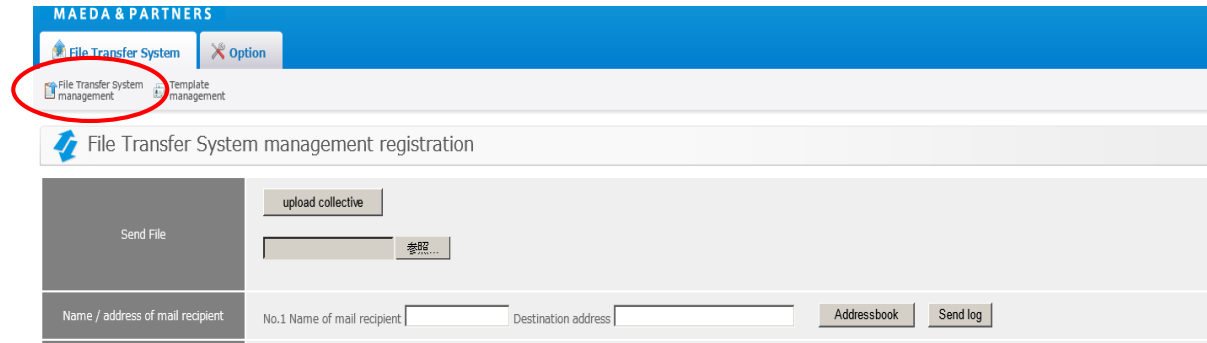 MAEDA & PARTNERS
File Transfer System
Option
File Transfer System
management
Template
management
File Transfer System management registration
upload collective
Send File
参照...
Name / address of mail recipient
No.1 Name of mail recipient
Destination address
Addressbook
Send log